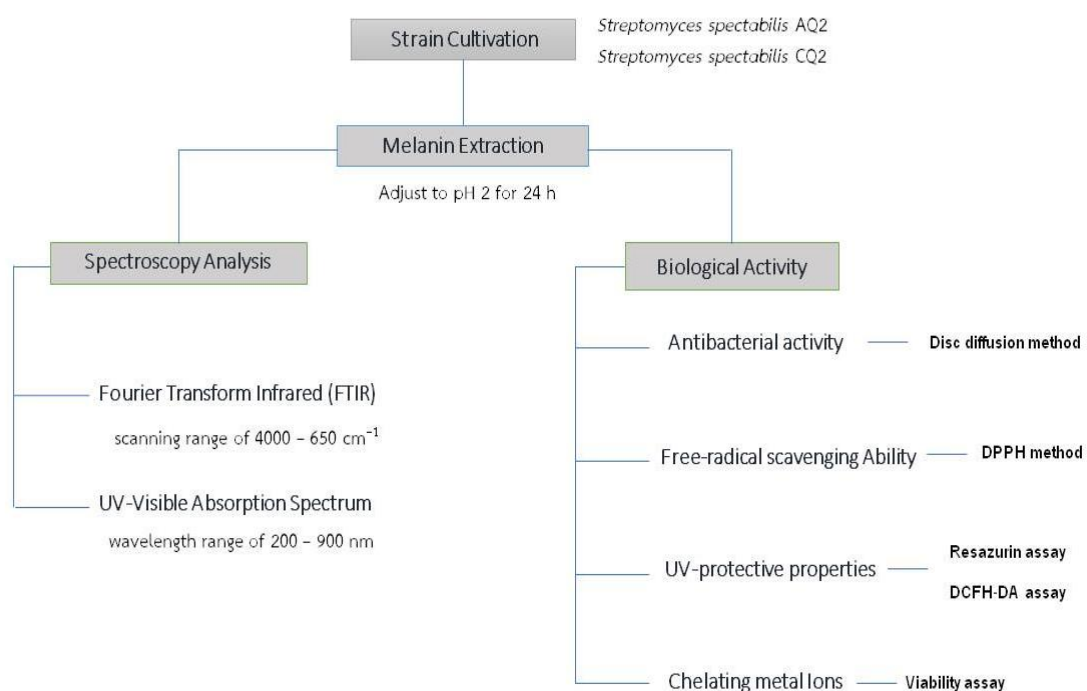 Strain Cultivation
Streptomyces spectabilis AQ2
Streptomyces spectabilis CQ2
Melanin Extraction
Adjust to pH 2 for 24 h
Spectroscopy Analysis
Fourier Transform Infrared (FTIR)
scanning range of 4000 – 650 cm⁻¹
UV-Visible Absorption Spectrum
wavelength range of 200 – 900 nm
Biological Activity
Antibacterial activity
Disc diffusion method
Free-radical scavenging Ability
DPPH method
UV-protective properties
Resazurin assay
DCFH-DA assay
Chelating metal Ions
Viability assay